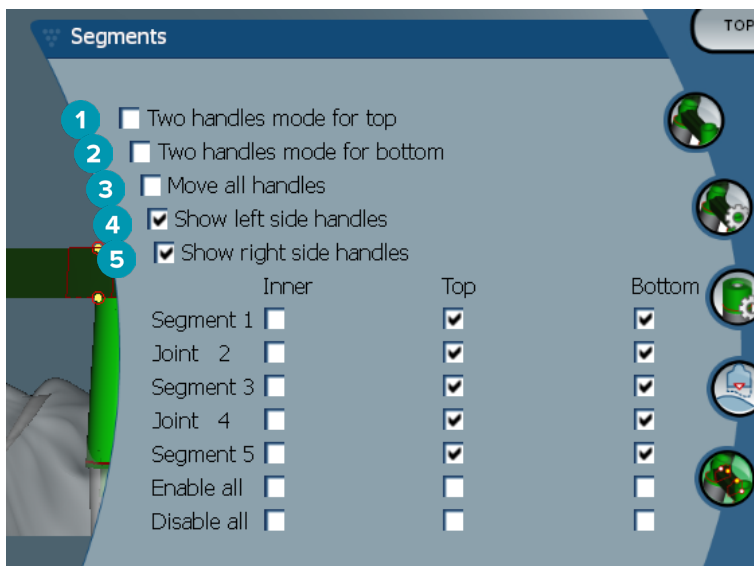 Segments
TOP
1 Two handles mode for top
2 Two handles mode for bottom
3 Move all handles
4 Show left side handles
5 Show right side handles
Inner Top Bottom
Segment 1
Joint 2
Segment 3
Joint 4
Segment 5
Enable all
Disable all